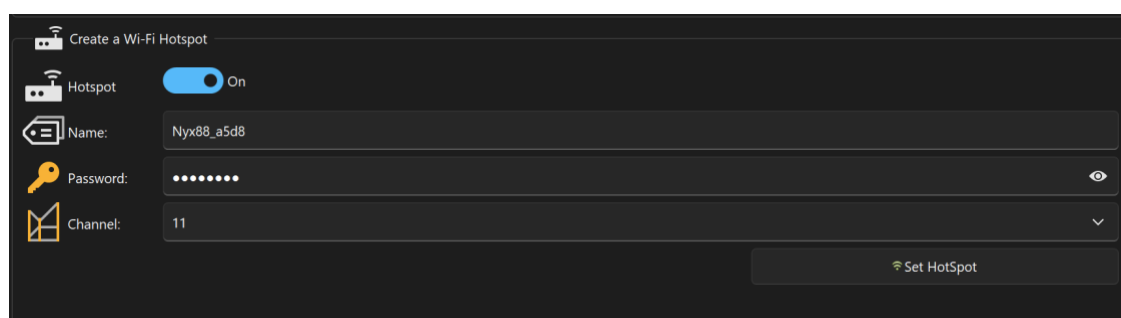 Create a Wi-Fi Hotspot
Hotspot On
Name: Nyx88_a5d8
Password: ••••••••
Channel: 11
Set HotSpot